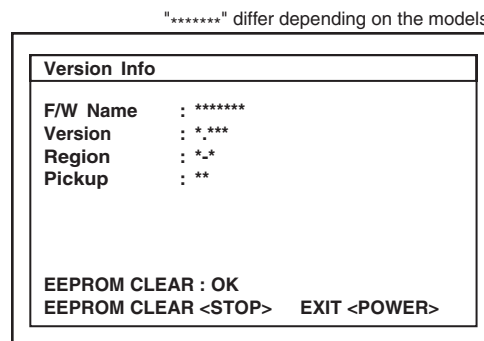 "*******" differ depending on the models
Version Info
F/W Name : *******
Version : *.***
Region : *-*
Pickup : **
EEPROM CLEAR : OK
EEPROM CLEAR <STOP> EXIT <POWER>